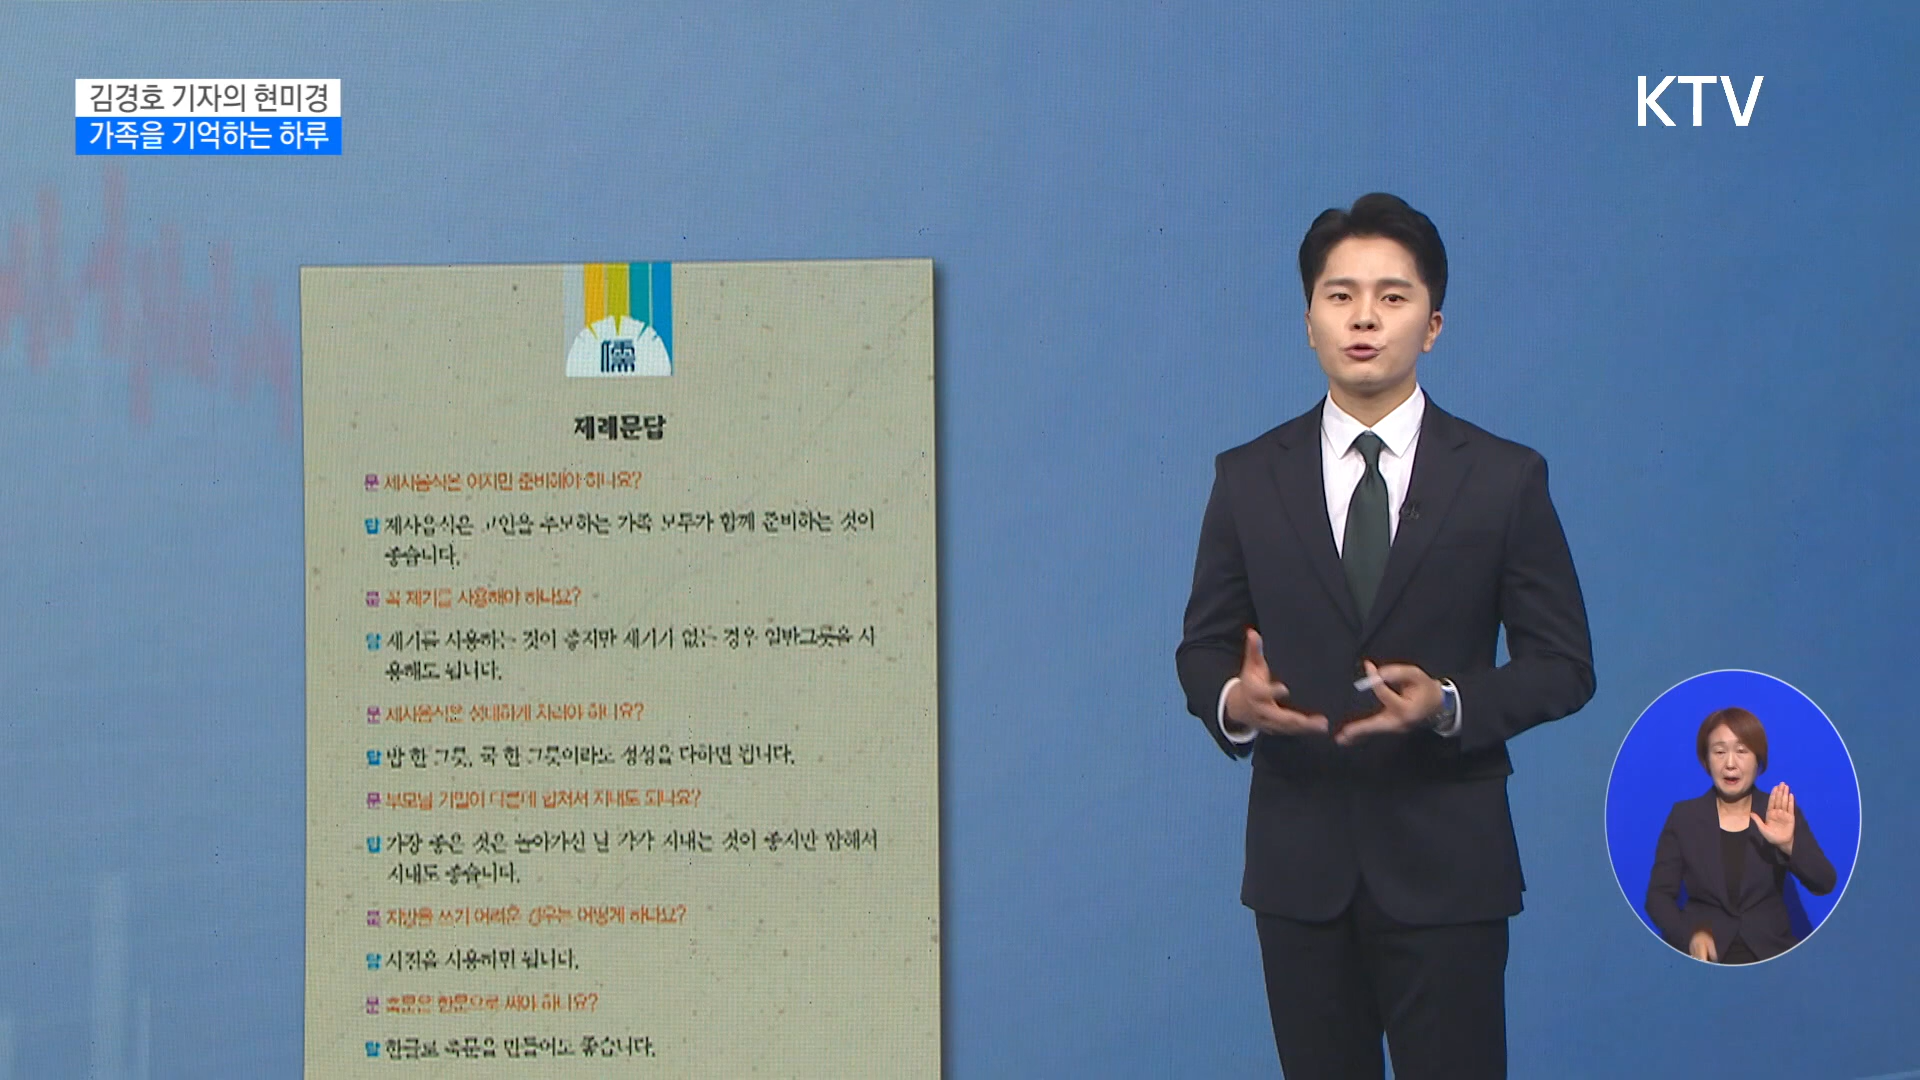 김경호 기자의 현미경
가족을 기억하는 하루
KTV
儒
제례문답
문 제사음식은 여자만 준비해야 하나요?
답 제사음식은 고인을 추모하는 가족 모두가 함께 준비하는 것이
좋습니다.
문 꼭 제기를 사용해야 하나요?
답 제기를 사용하는 것이 좋지만 제기가 없는 경우 일반그릇을 사
용해도 됩니다.
문 제사음식은 성대하게 차려야 하나요?
답 밥 한 그릇, 국 한 그릇이라도 정성을 다하면 됩니다.
문 부모님 기일이 다른데 합쳐서 지내도 되나요?
답 가장 좋은 것은 돌아가신 날 각각 지내는 것이 좋지만 함께해서
지내도 좋습니다.
문 지방을 쓰기 어려운 경우는 어떻게 하나요?
답 사진을 사용하면 됩니다.
문 축문은 한문으로 써야 하나요?
답 한글로 축문을 만들어도 좋습니다.